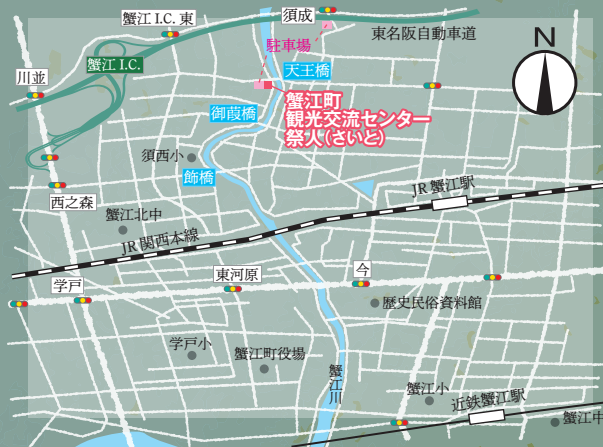 蟹江 I.C. 東
須成
東名阪自動車道
N
駐車場
蟹江 I.C.
天王橋
川並
蟹江町
観光交流センター
祭人(さいと)
御葭橋
須西小
飾橋
JR 蟹江駅
西之森
蟹江北中
JR 関西本線
学戸
東河原
今
歴史民俗資料館
学戸小
蟹江町役場
蟹江川
蟹江小
近鉄蟹江駅
蟹江中